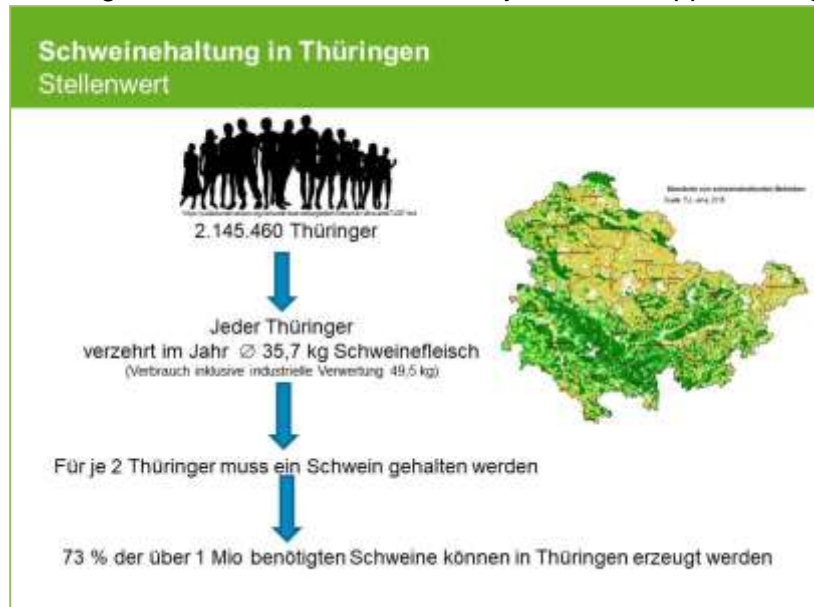 Schweinehaltung in Thüringen
Stellenwert
2.145.460 Thüringer
Jeder Thüringer
verzehrt im Jahr ∅ 35,7 kg Schweinefleisch
(Verbrauch inklusive industrielle Verwertung 49,5 kg)
Für je 2 Thüringer muss ein Schwein gehalten werden
73 % der über 1 Mio benötigten Schweine können in Thüringen erzeugt werden